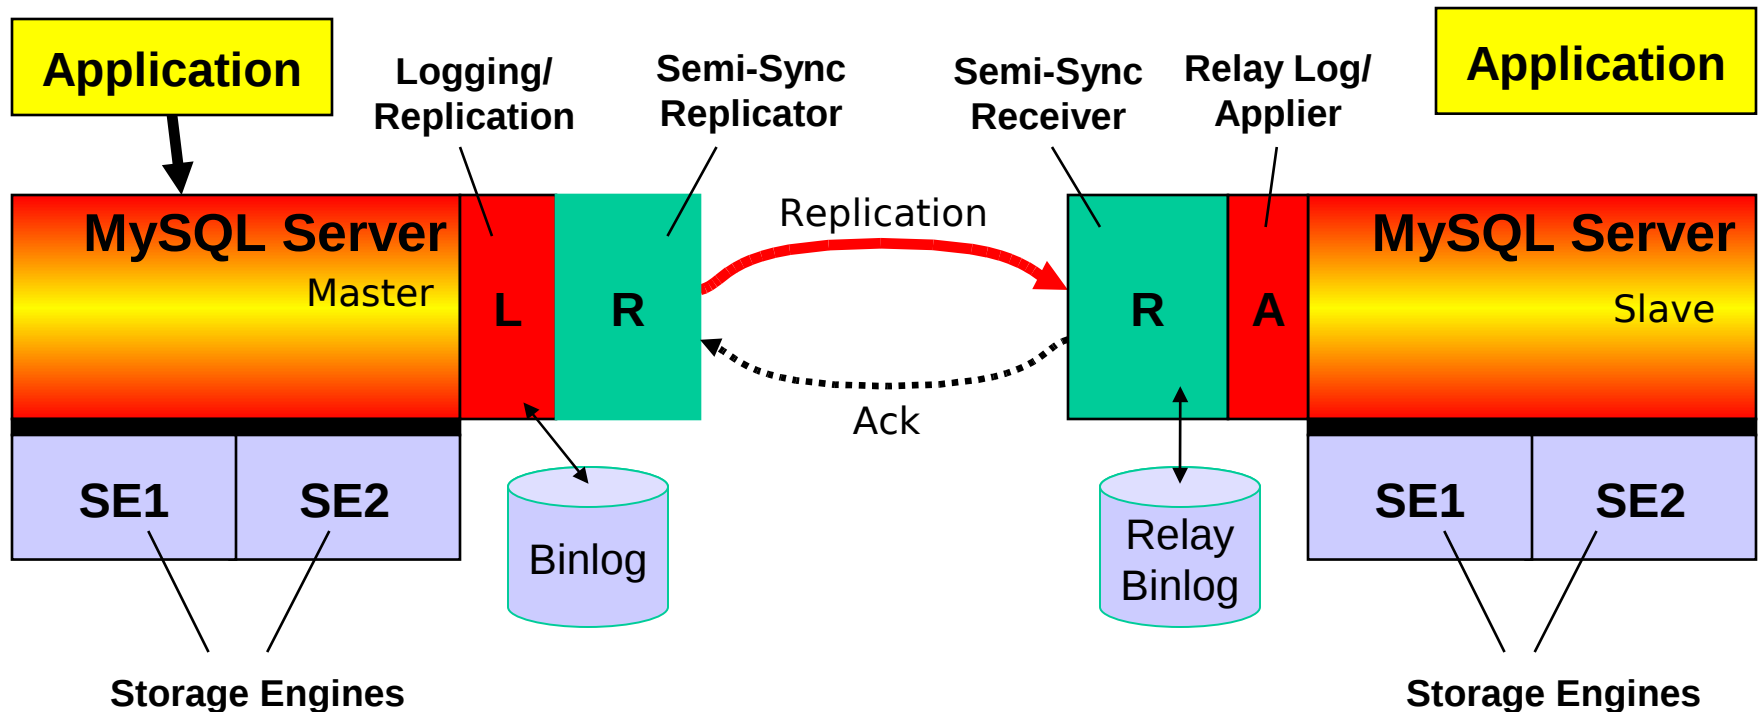 Application
Logging/
Replication
Semi-Sync
Replicator
Semi-Sync
Receiver
Relay Log/
Applier
Application
MySQL Server
Master
L
R
Replication
Ack
R
A
MySQL Server
Slave
SE1
SE2
Binlog
Relay
Binlog
SE1
SE2
Storage Engines
Storage Engines